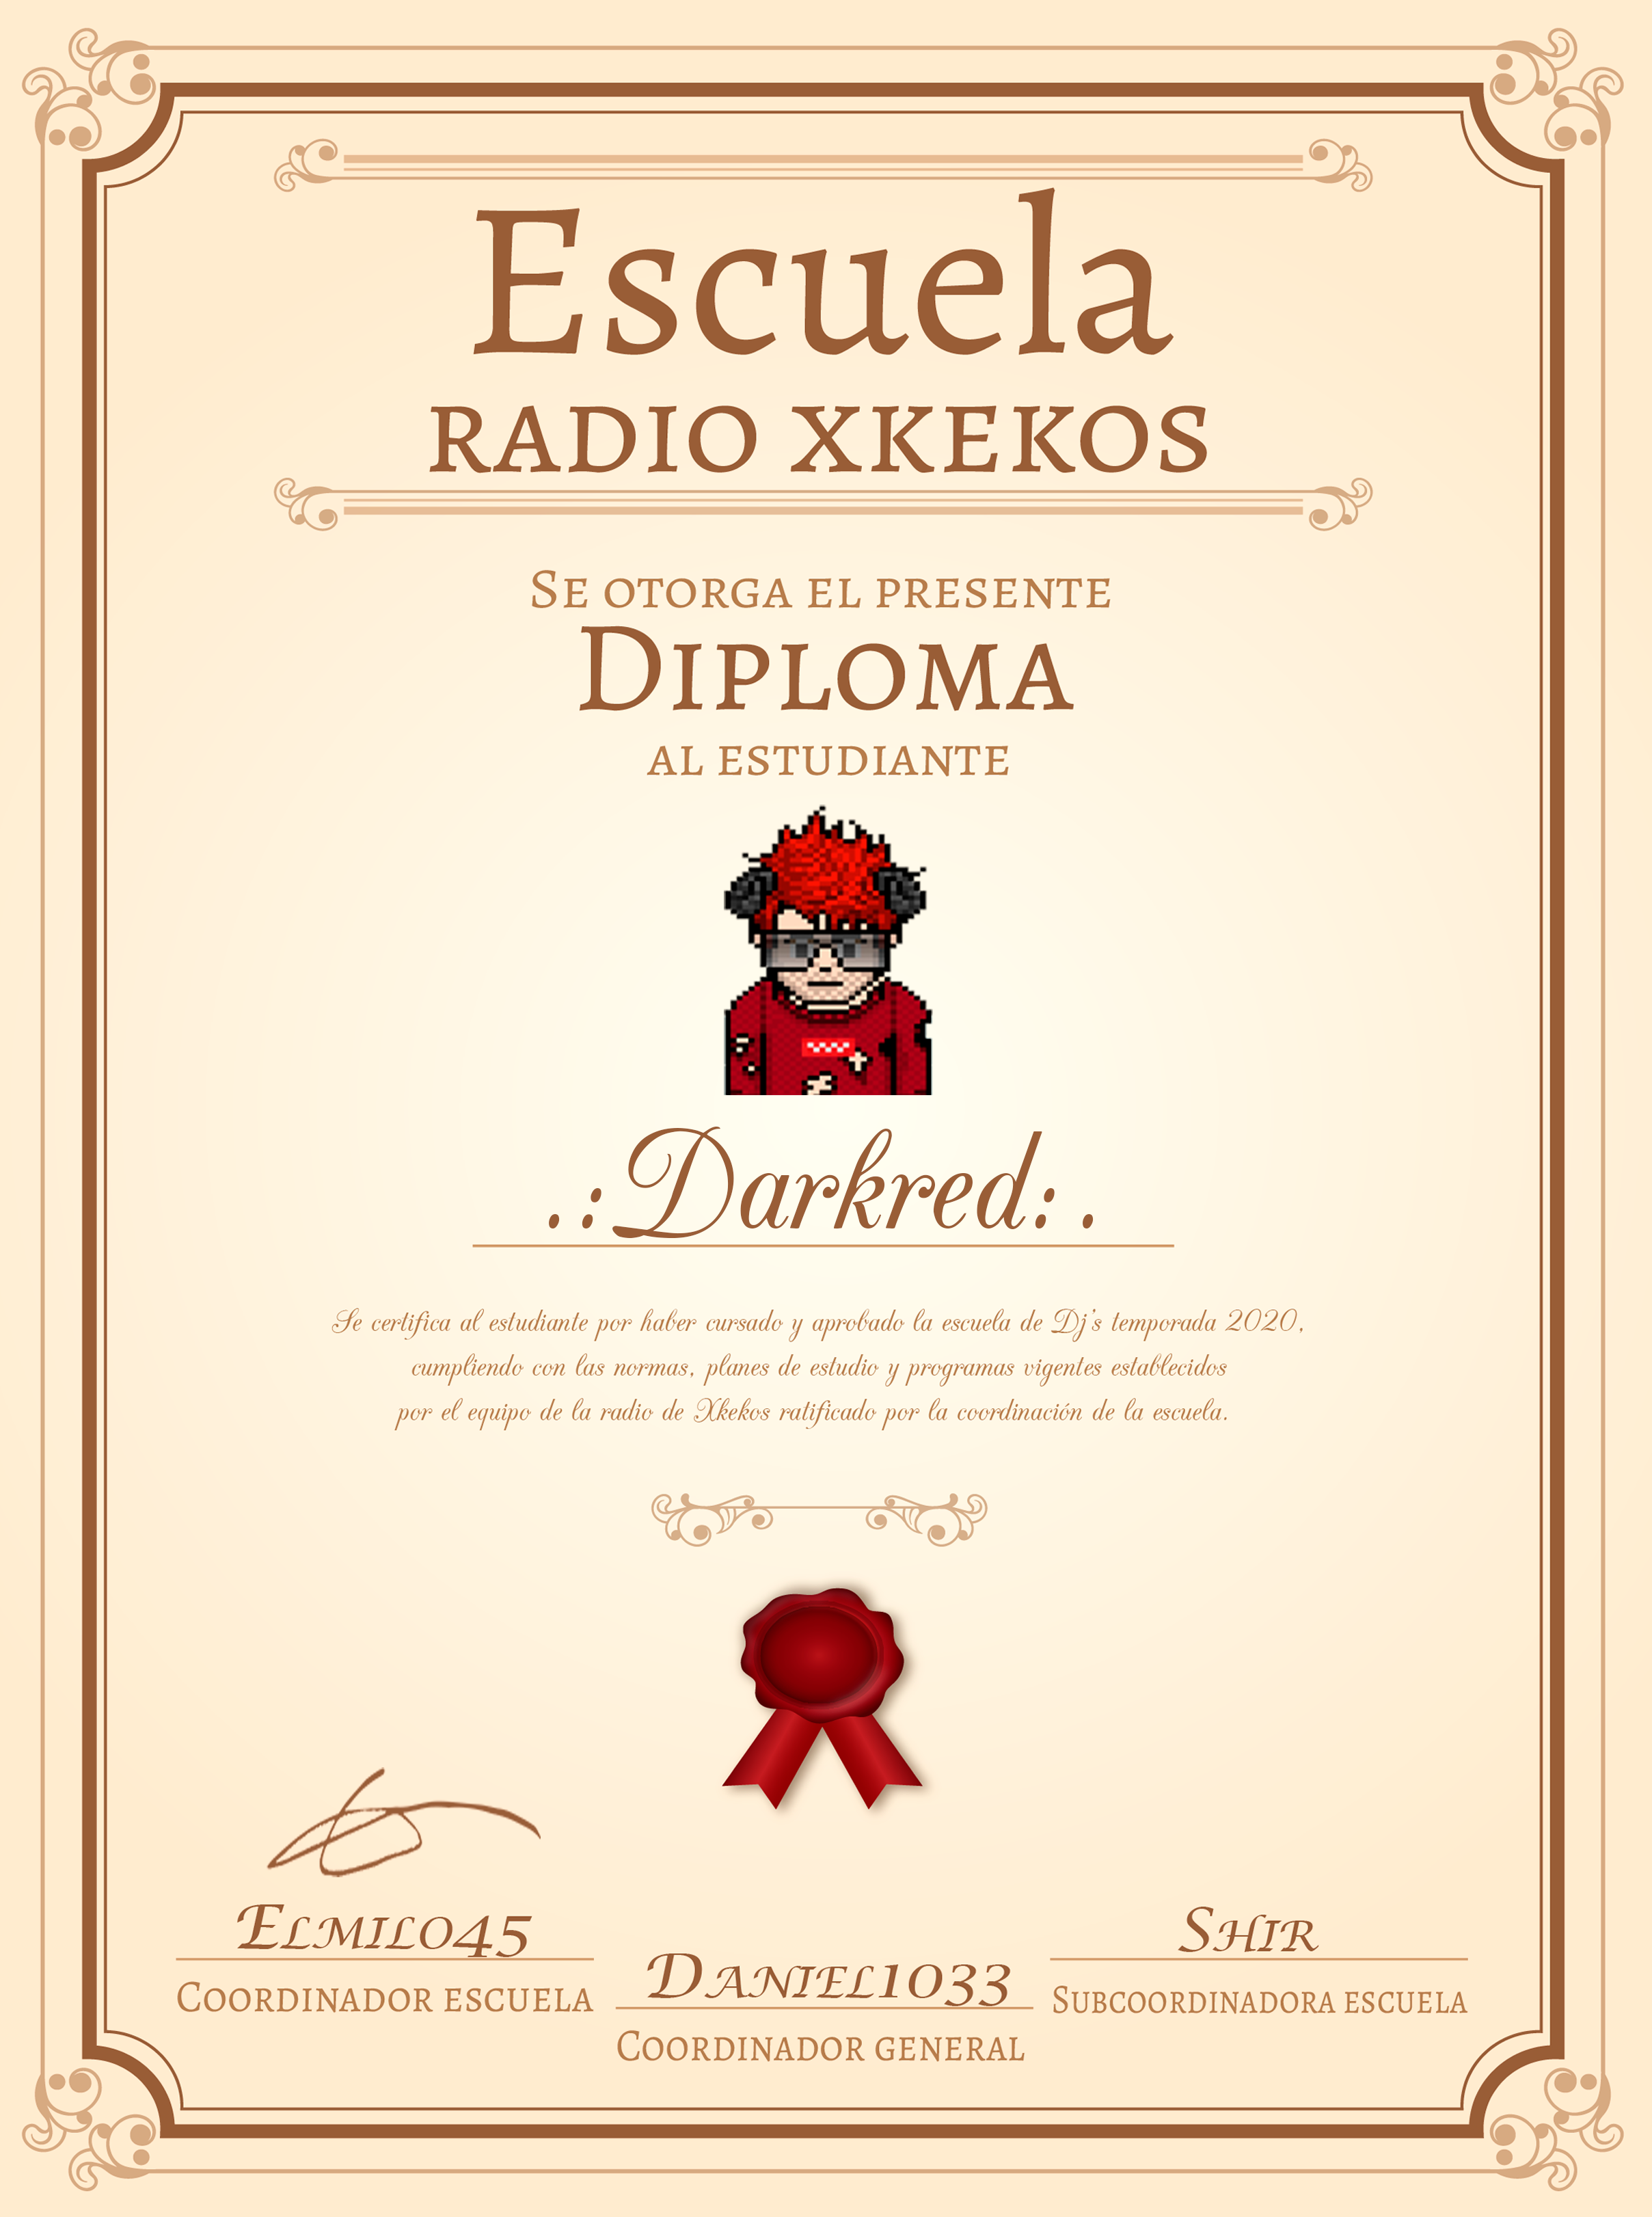 Escuela
RADIO XKEKOS
SE OTORGA EL PRESENTE
DIPLOMA
AL ESTUDIANTE
.:Darkred:.
Se certifica al estudiante por haber cursado y aprobado la escuela de Dj's temporada 2020,
cumpliendo con las normas, planes de estudio y programas vigentes establecidos
por el equipo de la radio de Xkekos ratificado por la coordinación de la escuela.
ELMILO45
COORDINADOR ESCUELA
DANIEL1033
COORDINADOR GENERAL
SHIR
SUBCOORDINADORA ESCUELA